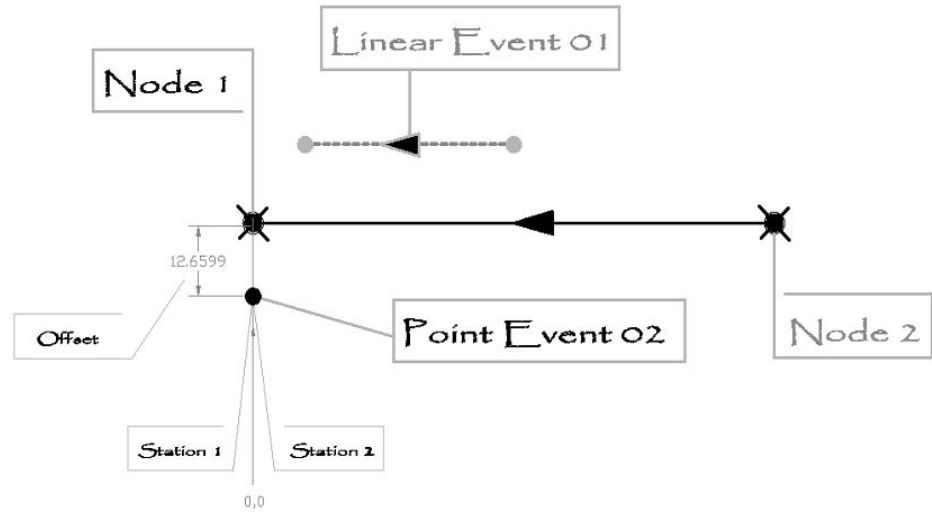 Linear Event 01
Node 1
12.6599
Offset
Point Event 02
Node 2
Station 1
Station 2
0,0